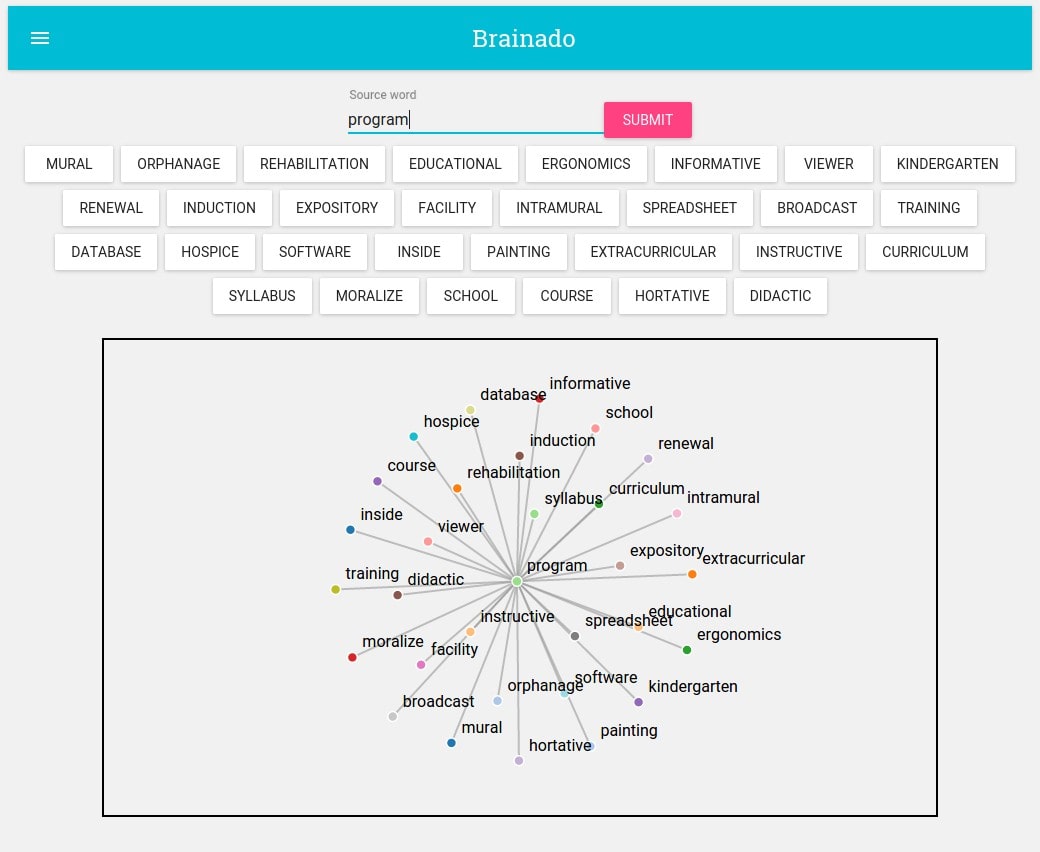 Brainado
Source word
program
SUBMIT
MURAL ORPHANAGE REHABILITATION EDUCATIONAL ERGONOMICS INFORMATIVE VIEWER KINDERGARTEN
RENEWAL INDUCTION EXPOSITORY FACILITY INTRAMURAL SPREADSHEET BROADCAST TRAINING
DATABASE HOSPICE SOFTWARE INSIDE PAINTING EXTRACURRICULAR INSTRUCTIVE CURRICULUM
SYLLABUS MORALIZE SCHOOL COURSE HORTATIVE DIDACTIC
informative
database
school
hospice
induction
renewal
course
rehabilitation
curriculum
syllabus
intramural
inside
viewer
expository
extracurricular
program
training
didactic
educational
instructive
spreadsheet
ergonomics
moralize
facility
software
orphanage
kindergarten
broadcast
mural
painting
hortative